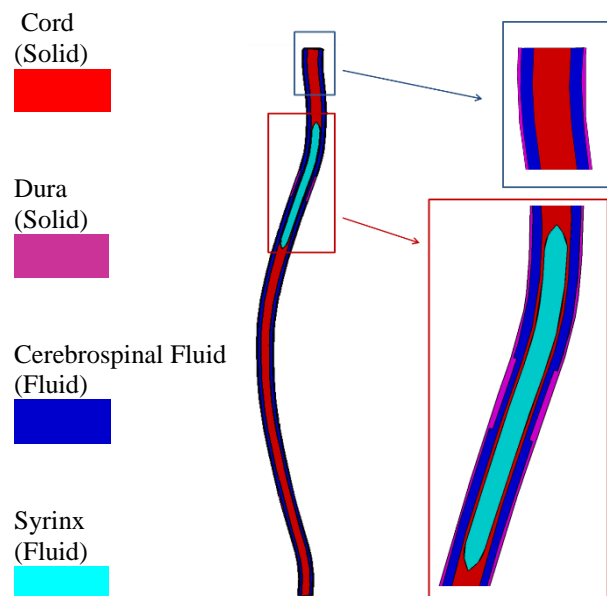 Cord
(Solid)
Dura
(Solid)
Cerebrospinal Fluid
(Fluid)
Syrinx
(Fluid)